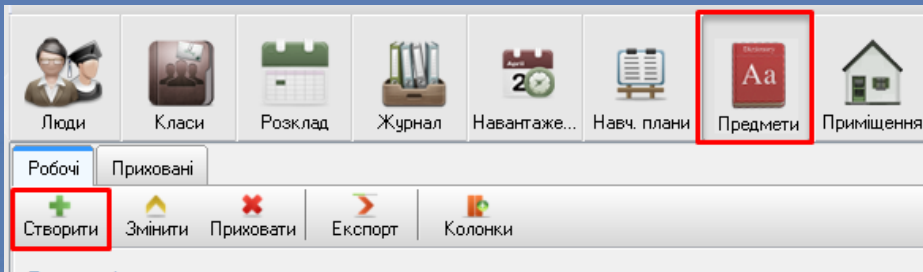 Люди Класи Розклад Журнал Навантаже... Навч. плани Предмети Приміщення
Робочі Приховані
Створити Змінити Приховати Експорт Колонки